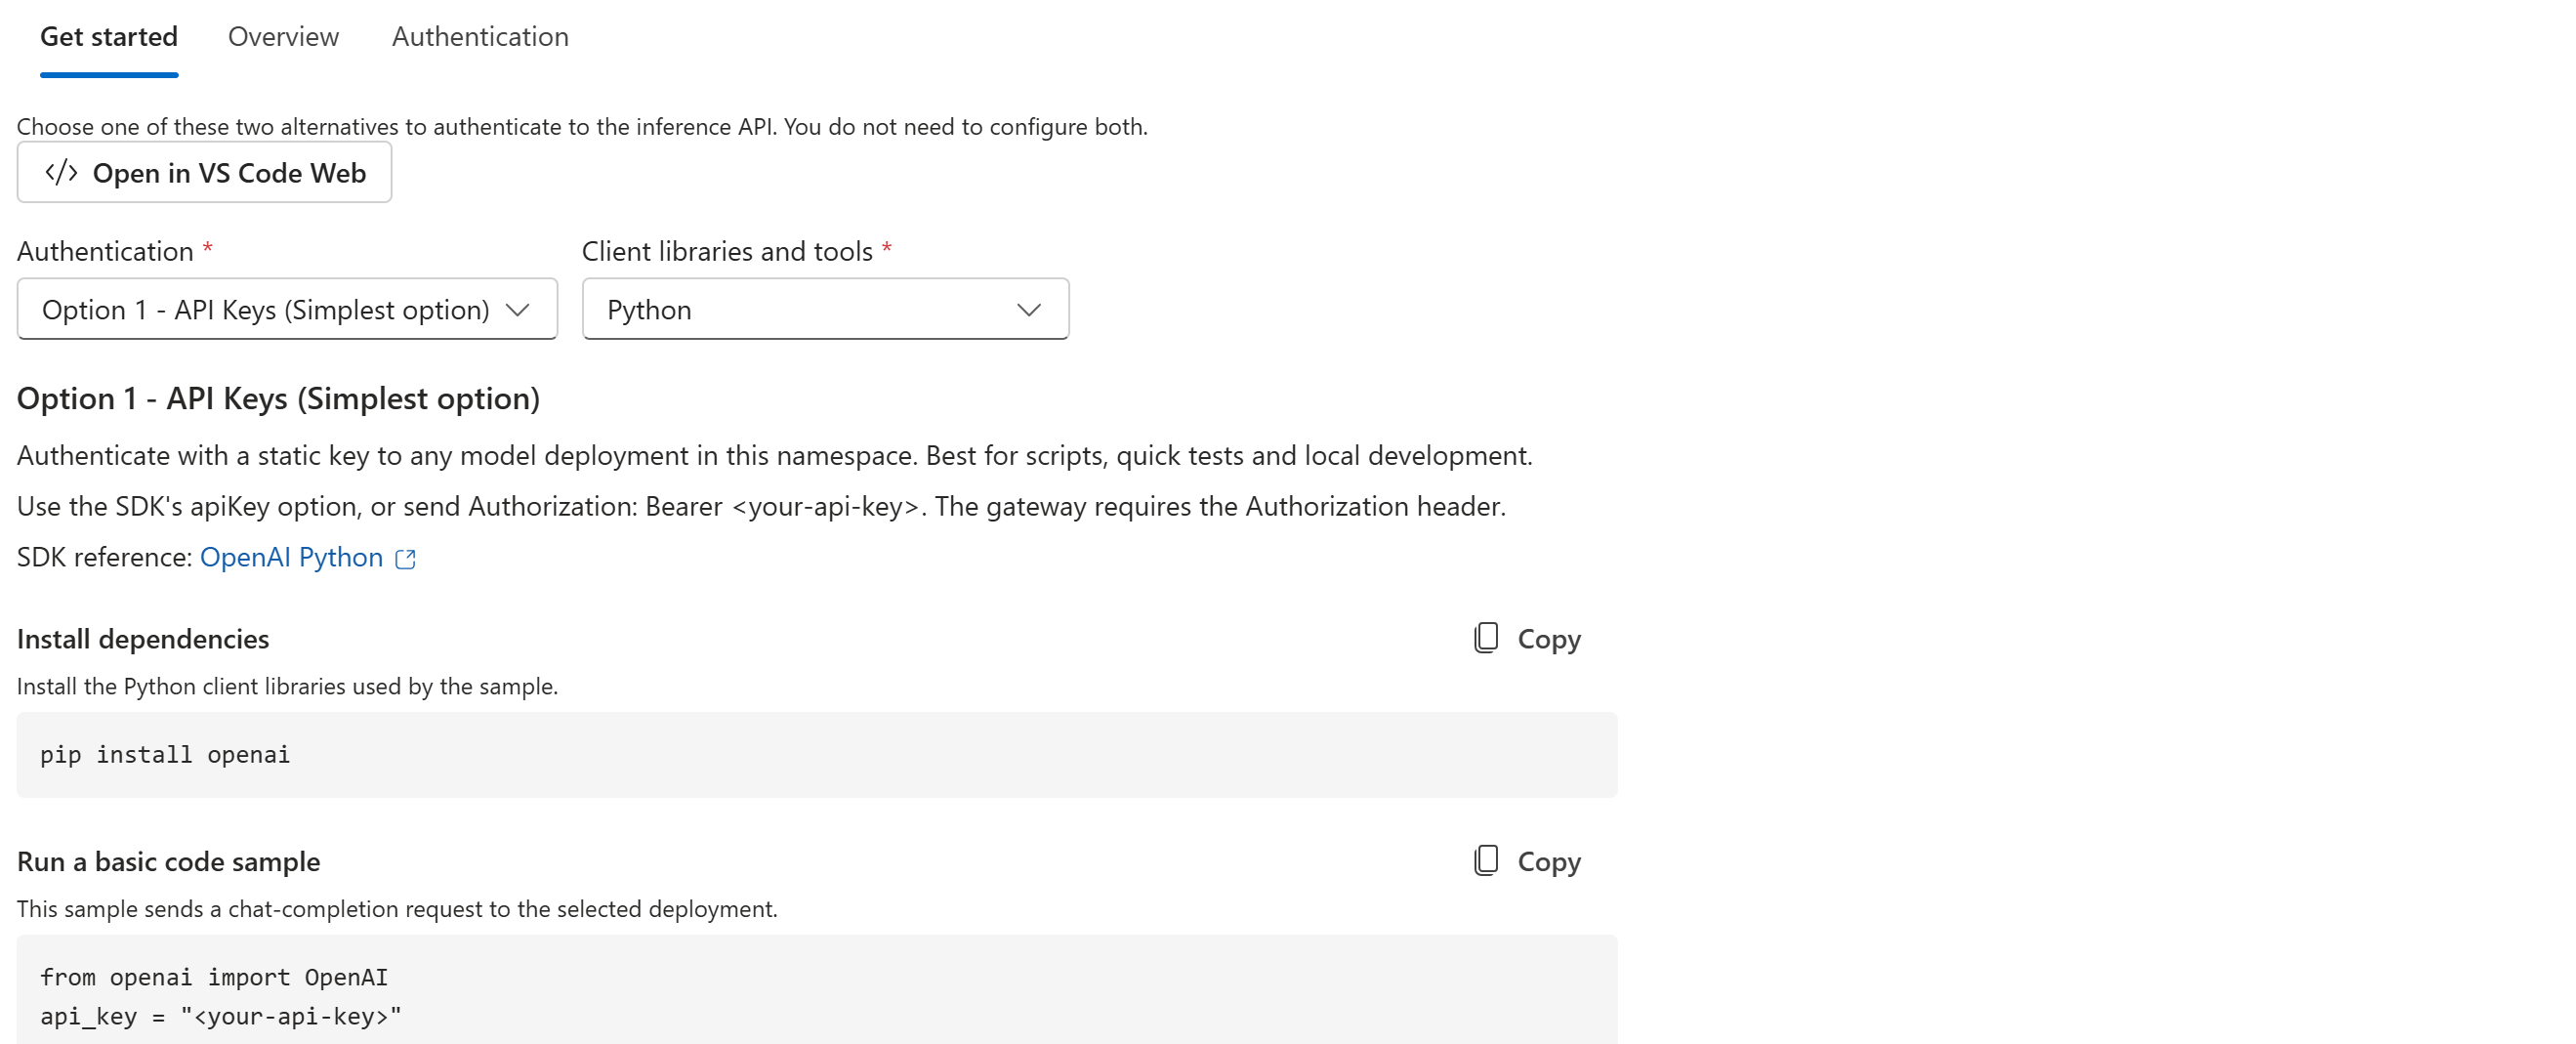 Get started Overview Authentication
Choose one of these two alternatives to authenticate to the inference API. You do not need to configure both.
</> Open in VS Code Web
Authentication * Client libraries and tools *
Option 1 - API Keys (Simplest option) Python
Option 1 - API Keys (Simplest option)
Authenticate with a static key to any model deployment in this namespace. Best for scripts, quick tests and local development.
Use the SDK's apiKey option, or send Authorization: Bearer <your-api-key>. The gateway requires the Authorization header.
SDK reference: OpenAI Python
Install dependencies Copy
Install the Python client libraries used by the sample.
pip install openai
Run a basic code sample Copy
This sample sends a chat-completion request to the selected deployment.
from openai import OpenAI
api_key = "<your-api-key>"